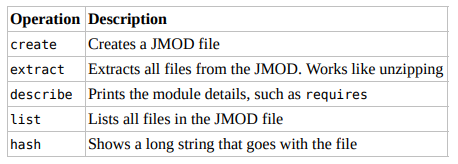 Operation Description
create Creates a JMOD file
extract Extracts all files from the JMOD. Works like unzipping
describe Prints the module details, such as requires
list Lists all files in the JMOD file
hash Shows a long string that goes with the file